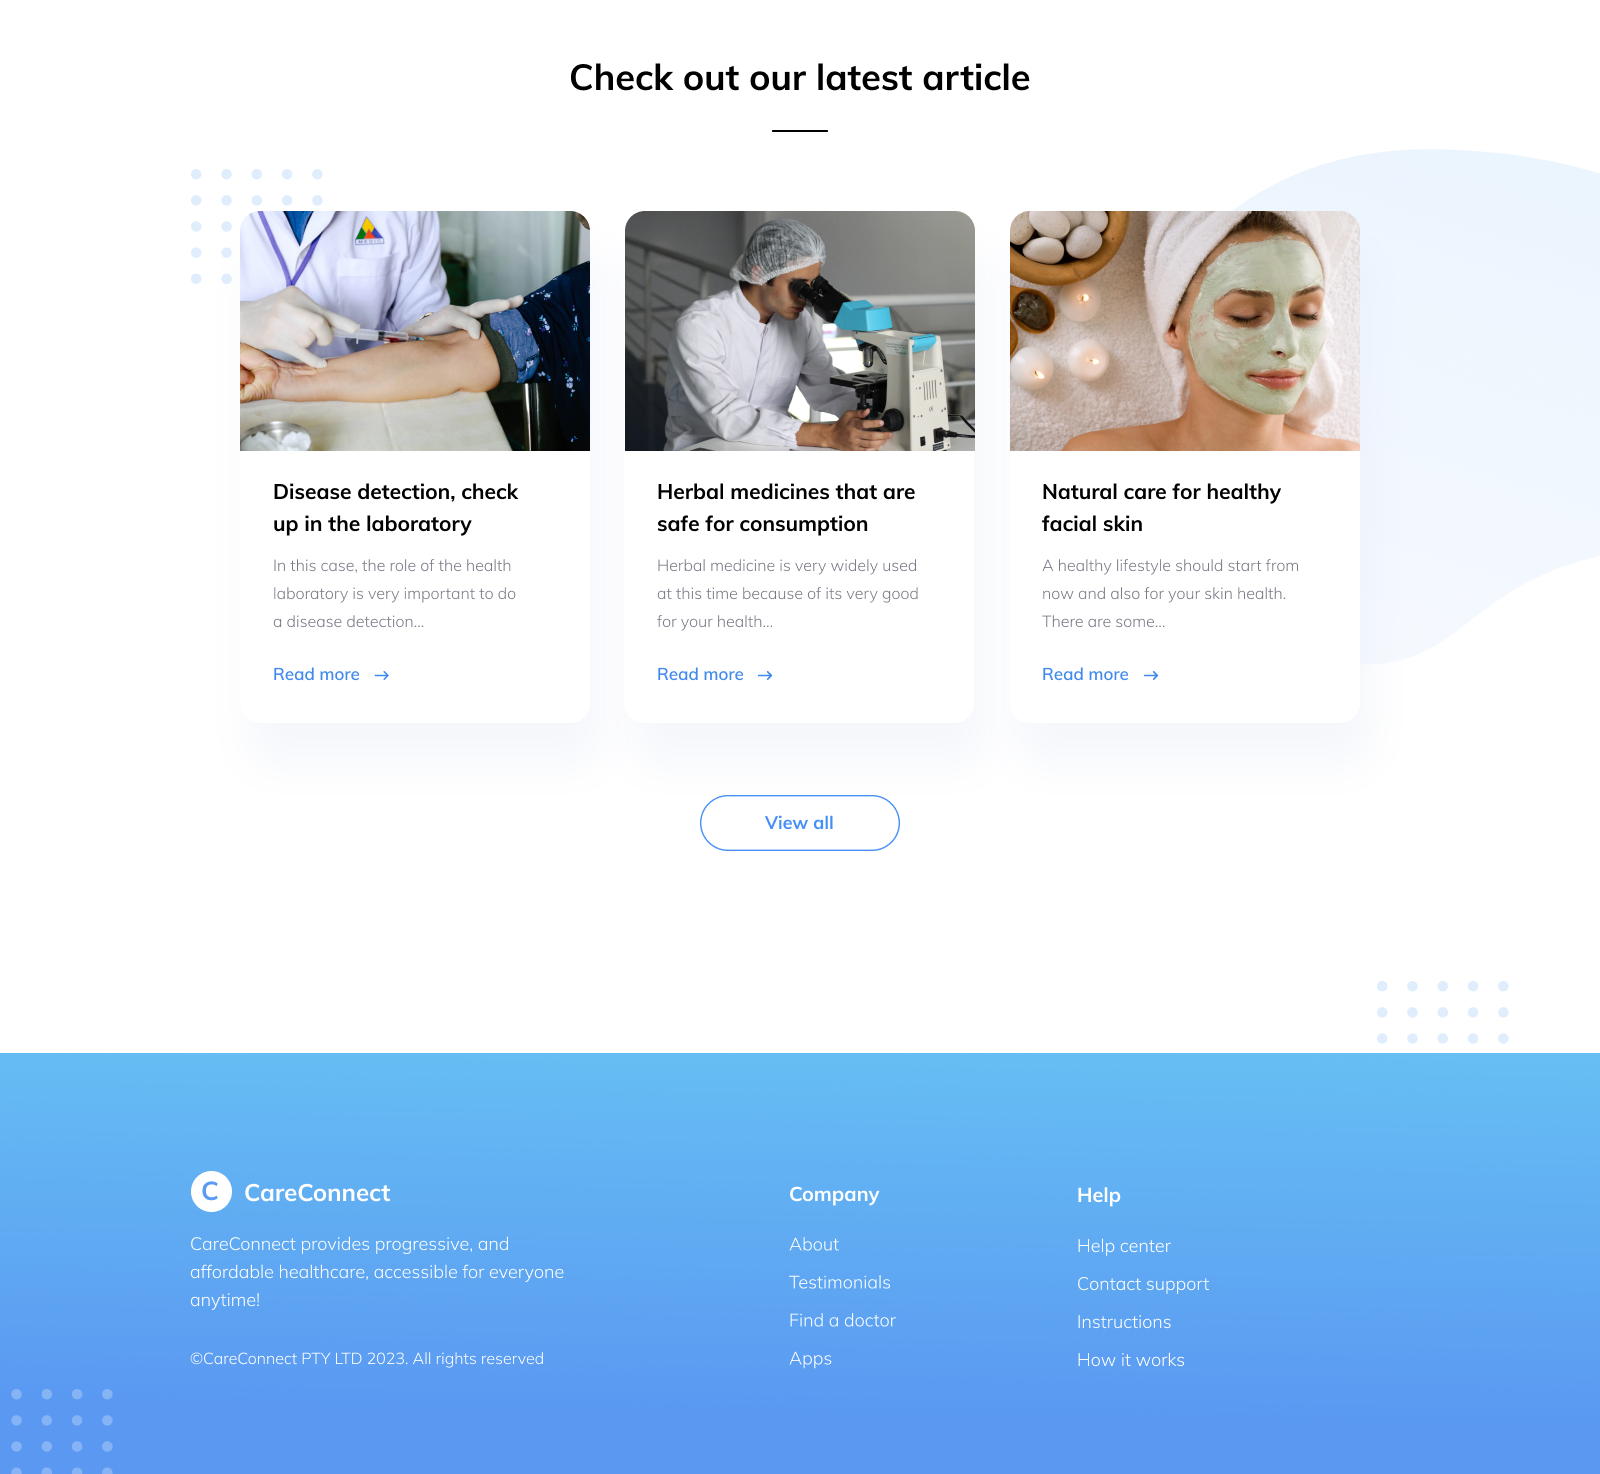 Check out our latest article
Disease detection, check
up in the laboratory
In this case, the role of the health
laboratory is very important to do
a disease detection...
Read more →
Herbal medicines that are
safe for consumption
Herbal medicine is very widely used
at this time because of its very good
for your health...
Read more →
Natural care for healthy
facial skin
A healthy lifestyle should start from
now and also for your skin health.
There are some...
Read more →
View all
C CareConnect
CareConnect provides progressive, and
affordable healthcare, accessible for everyone
anytime!
©CareConnect PTY LTD 2023. All rights reserved
Company
About
Testimonials
Find a doctor
Apps
Help
Help center
Contact support
Instructions
How it works